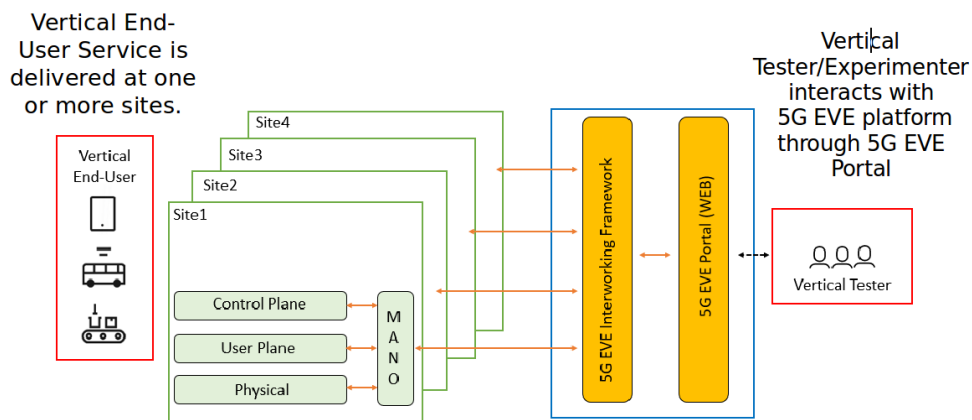 Vertical End-
User Service is
delivered at one
or more sites.
Vertical
End-User
Site4
Site3
Site2
Site1
Control Plane
User Plane
Physical
MANO
5G EVE Interworking Framework
5G EVE Portal (WEB)
Vertical
Tester/Experimenter
interacts with
5G EVE platform
through 5G EVE
Portal
Vertical Tester